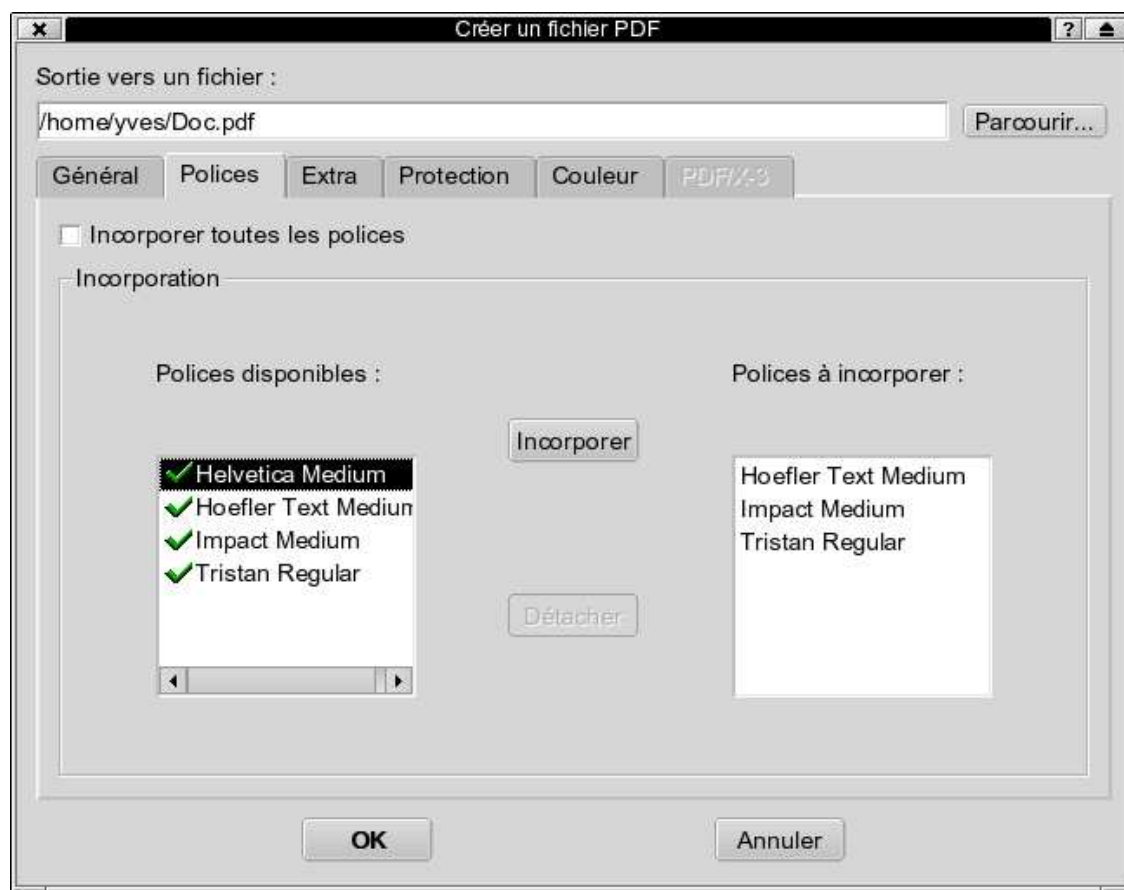 Créer un fichier PDF ?
Sortie vers un fichier :
/home/yves/Doc.pdf Parcourir...
Général Polices Extra Protection Couleur PDF/X-3
Incorporer toutes les polices
Incorporation
Polices disponibles : Polices à incorporer :
Incorporer
Helvetica Medium Hoefler Text Medium
Hoefler Text Medium Impact Medium
Impact Medium Tristan Regular
Tristan Regular
Détacher
OK Annuler